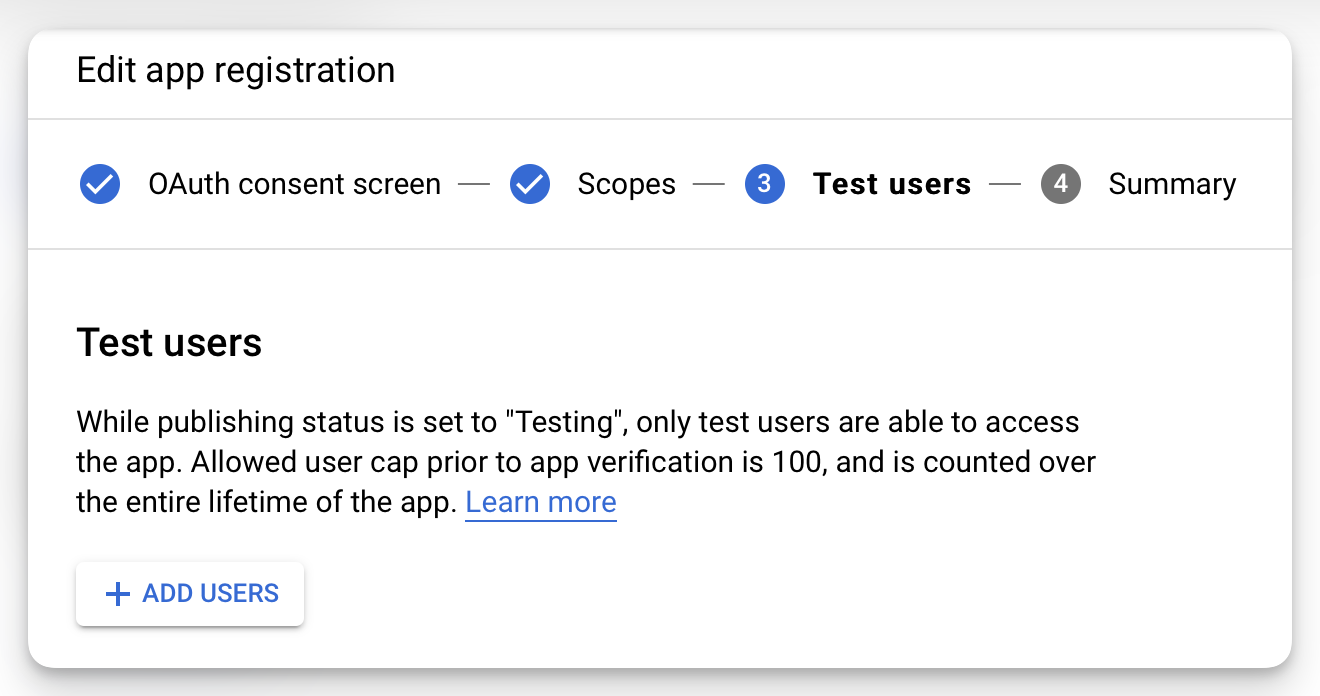 Edit app registration
OAuth consent screen — Scopes — 3 Test users — 4 Summary
Test users
While publishing status is set to "Testing", only test users are able to access
the app. Allowed user cap prior to app verification is 100, and is counted over
the entire lifetime of the app. Learn more
+ ADD USERS